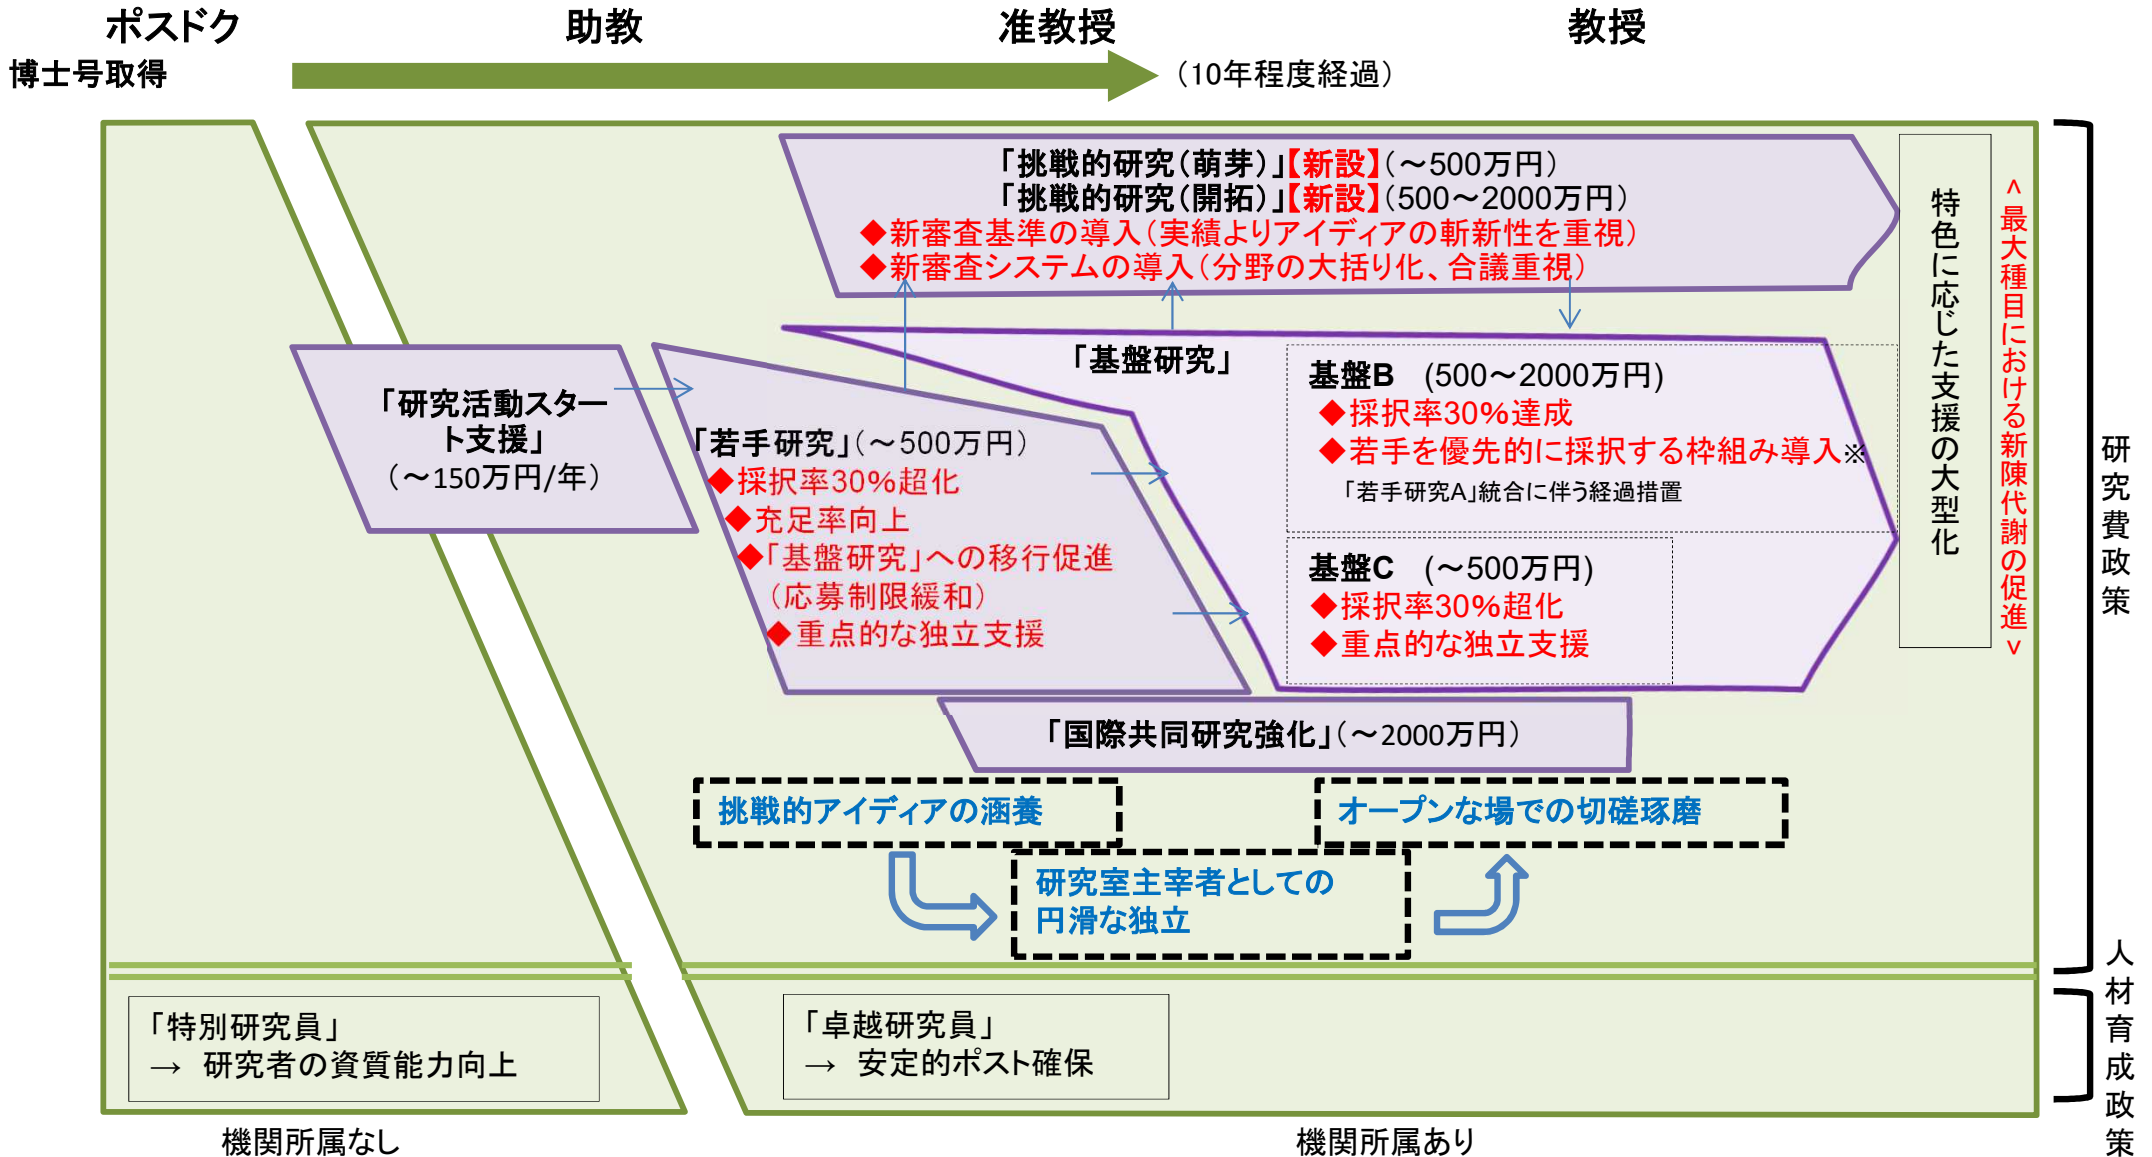 ポスドク
助教
准教授
教授
博士号取得
（10年程度経過）
「挑戦的研究（萌芽）」【新設】（～500万円）
「挑戦的研究（開拓）」【新設】（500～2000万円）
◆新審査基準の導入（実績よりアイディアの斬新性を重視）
◆新審査システムの導入（分野の大括り化、合議重視）
特色に応じた支援の大型化
＜最大種目における新陳代謝の促進＞
研究費政策
「研究活動スター
ト支援」
（～150万円/年）
「若手研究」（～500万円）
◆採択率30％超化
◆充足率向上
◆「基盤研究」への移行促進
（応募制限緩和）
◆重点的な独立支援
「基盤研究」
基盤B　(500～2000万円)
◆採択率30％達成
◆若手を優先的に採択する枠組み導入※
「若手研究A」統合に伴う経過措置
基盤C　(～500万円)
◆採択率30％超化
◆重点的な独立支援
「国際共同研究強化」（～2000万円）
挑戦的アイディアの涵養
オープンな場での切磋琢磨
研究室主宰者としての
円滑な独立
人材育成政策
「特別研究員」
→　研究者の資質能力向上
「卓越研究員」
→　安定的ポスト確保
機関所属なし
機関所属あり